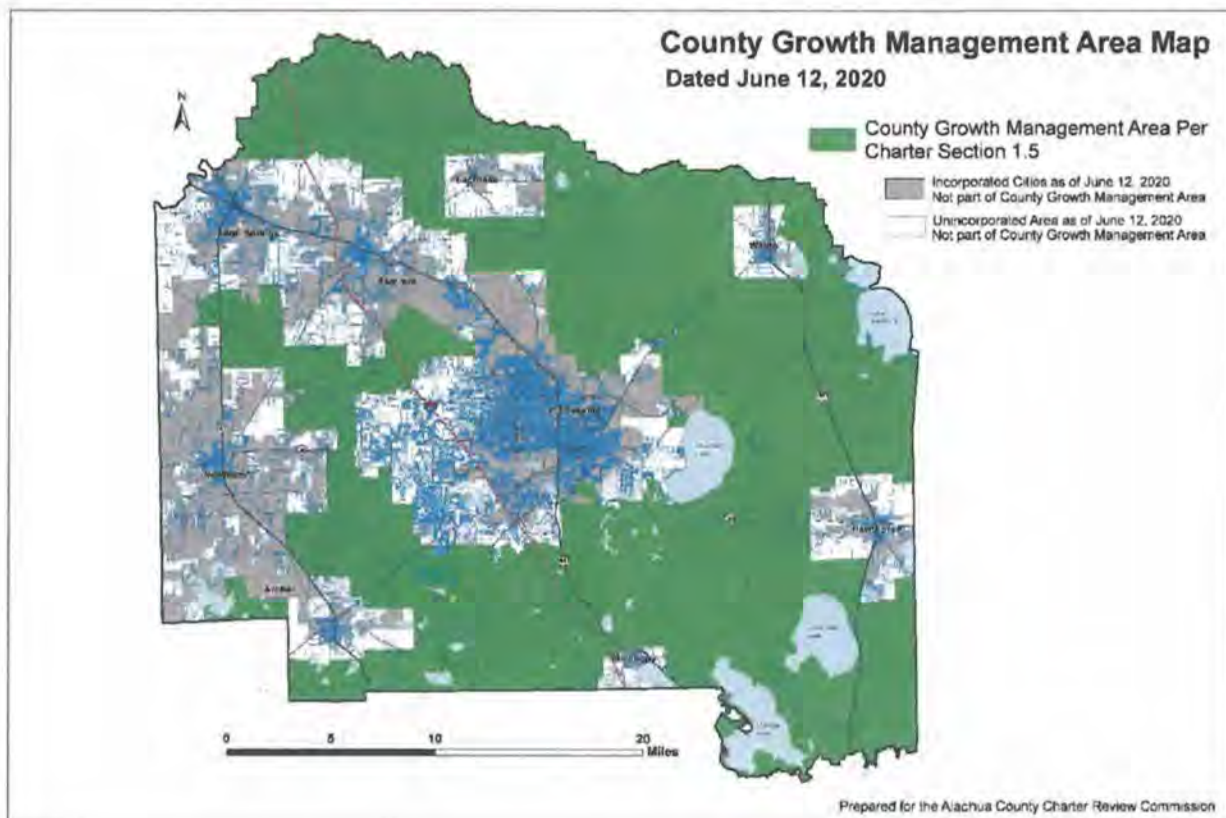 County Growth Management Area Map
Dated June 12, 2020
N
County Growth Management Area Per
Charter Section 1.5
Incorporated Cities as of June 12, 2020
Not part of County Growth Management Area
Unincorporated Area as of June 12, 2020
Not part of County Growth Management Area
Archer
0
5
10
20
Miles
Prepared for the Alachua County Charter Review Commission